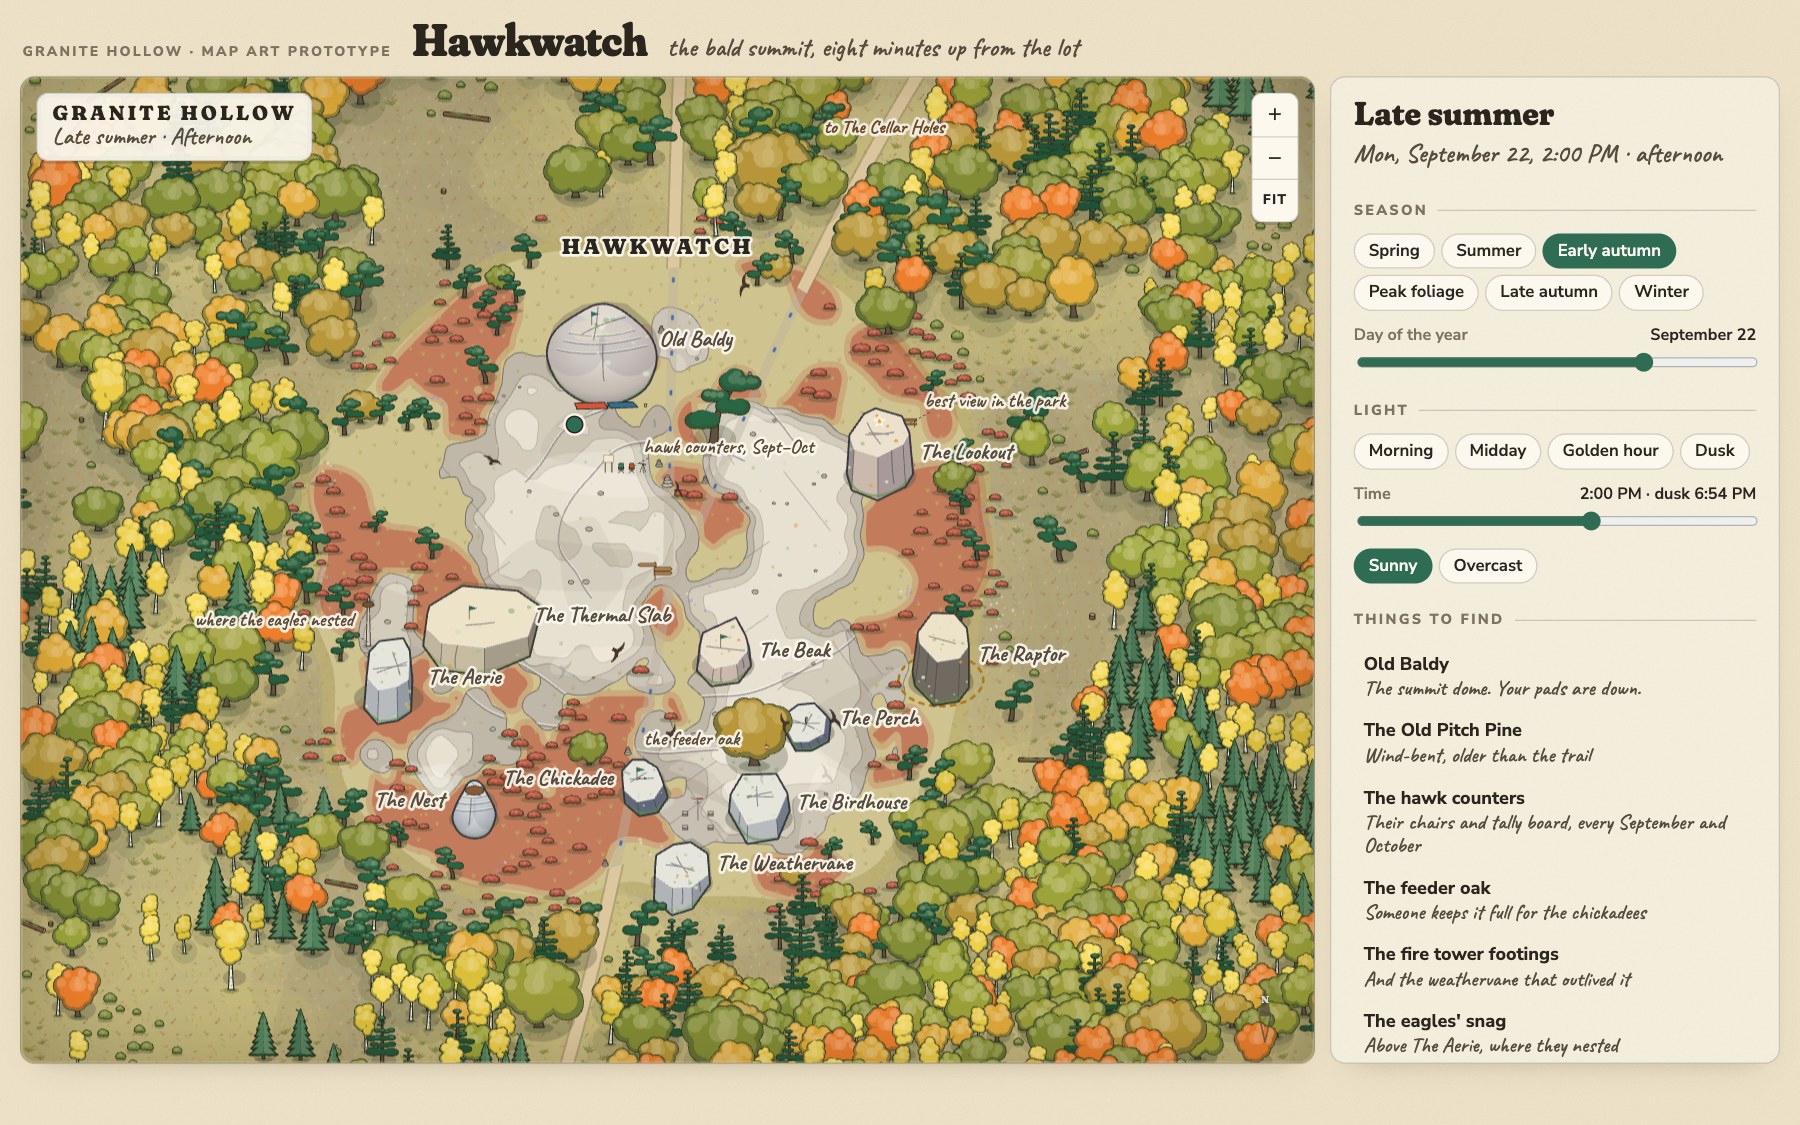 GRANITE HOLLOW · MAP ART PROTOTYPE
Hawkwatch
the bald summit, eight minutes up from the lot
GRANITE HOLLOW
Late summer · Afternoon
to The Cellar Holes
+
−
FIT
HAWKWATCH
Old Baldy
best view in the park
hawk counters, Sept–Oct
The Lookout
where the eagles nested
The Thermal Slab
The Beak
The Raptor
The Aerie
The Perch
the feeder oak
The Chickadee
The Nest
The Birdhouse
The Weathervane
N
Late summer
Mon, September 22, 2:00 PM · afternoon
SEASON
Spring
Summer
Early autumn
Peak foliage
Late autumn
Winter
Day of the year
September 22
LIGHT
Morning
Midday
Golden hour
Dusk
Time
2:00 PM · dusk 6:54 PM
Sunny
Overcast
THINGS TO FIND
Old Baldy
The summit dome. Your pads are down.
The Old Pitch Pine
Wind-bent, older than the trail
The hawk counters
Their chairs and tally board, every September and
October
The feeder oak
Someone keeps it full for the chickadees
The fire tower footings
And the weathervane that outlived it
The eagles' snag
Above The Aerie, where they nested